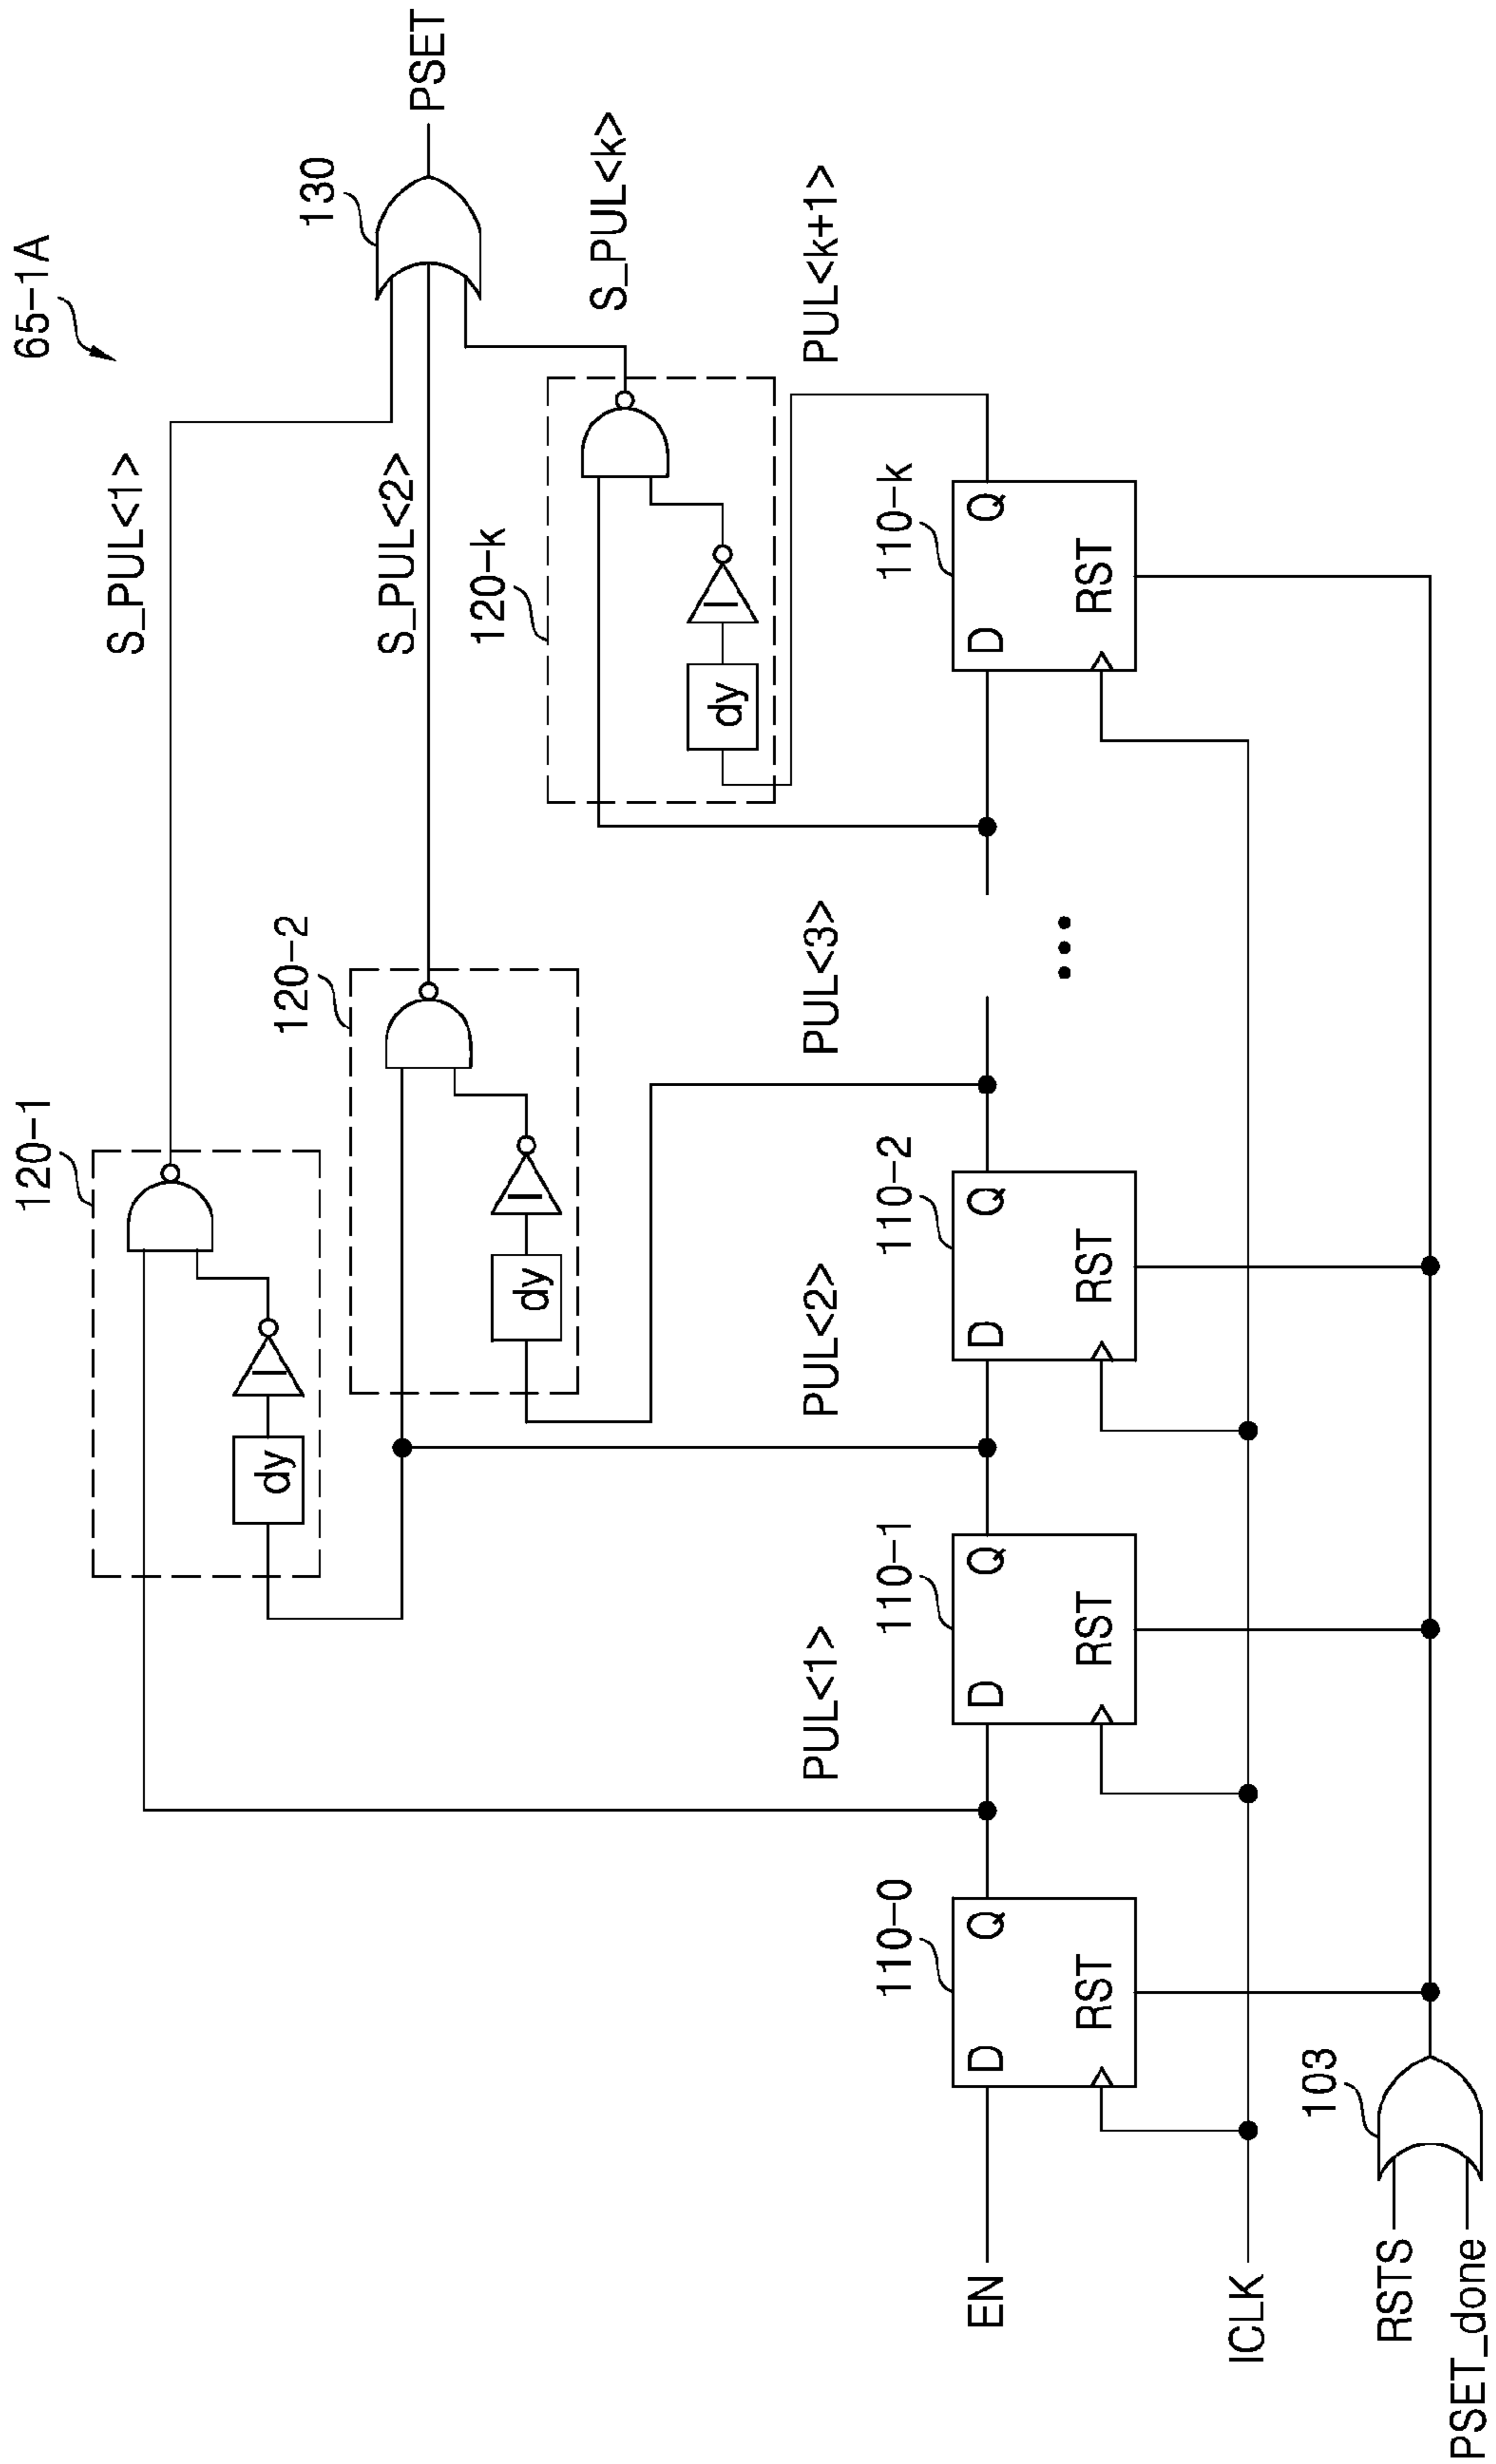 65-1A
120-1
S_PUL<1>
130
PSET
dy
120-2
S_PUL<2>
dy
120-k
S_PUL<k>
dy
PUL<1>
PUL<2>
PUL<3>
PUL<k+1>
110-0
110-1
110-2
110-k
EN
D
Q
RST
D
Q
RST
D
Q
RST
D
Q
RST
ICLK
103
RSTS
PSET_done